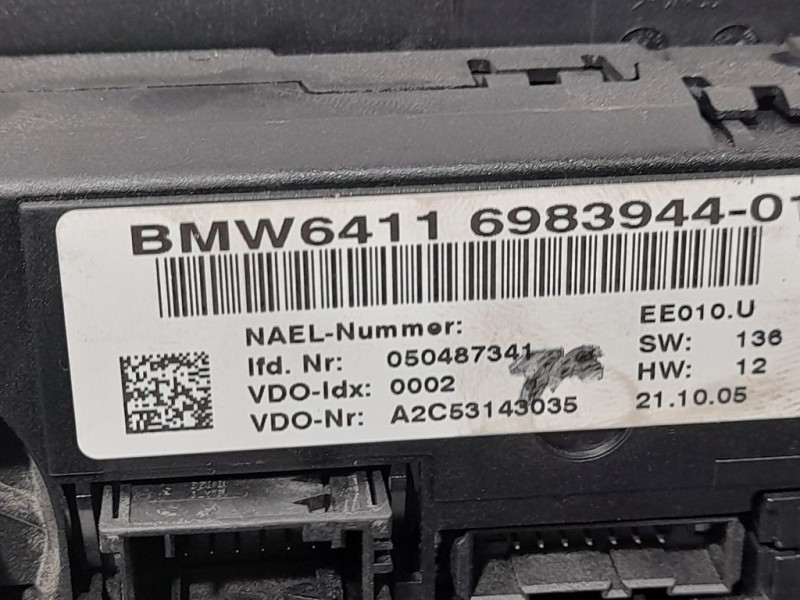 BMW6411 6983944-01
NAEL-Nummer:
EE010.U
lfd. Nr: 050487341
SW: 136
VDO-Idx: 0002
HW: 12
VDO-Nr: A2C53143035
21.10.05